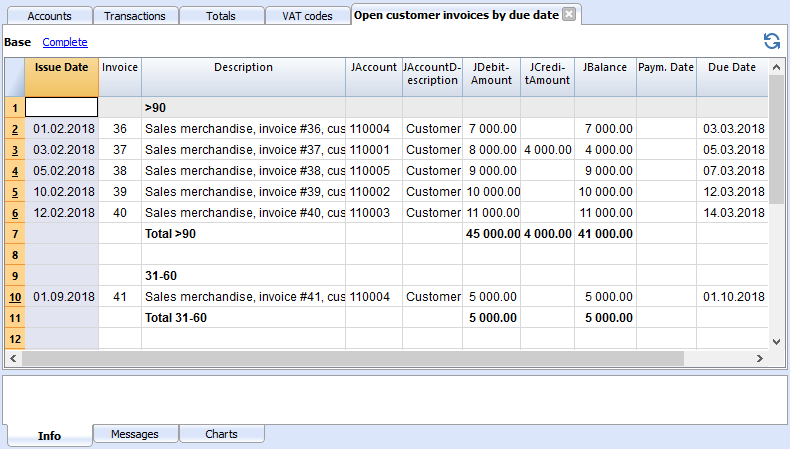 Accounts Transactions Totals VAT codes Open customer invoices by due date
Base Complete
Issue Date Invoice Description JAccount JAccountD-escription JDebit-Amount JCredi-tAmount JBalance Paym. Date Due Date
1 >90
2 01.02.2018 36 Sales merchandise, invoice #36, cus 110004 Customer 7 000.00 7 000.00 03.03.2018
3 03.02.2018 37 Sales merchandise, invoice #37, cus 110001 Customer 8 000.00 4 000.00 4 000.00 05.03.2018
4 05.02.2018 38 Sales merchandise, invoice #38, cus 110005 Customer 9 000.00 9 000.00 07.03.2018
5 10.02.2018 39 Sales merchandise, invoice #39, cus 110002 Customer 10 000.00 10 000.00 12.03.2018
6 12.02.2018 40 Sales merchandise, invoice #40, cus 110003 Customer 11 000.00 11 000.00 14.03.2018
7 Total >90 45 000.00 4 000.00 41 000.00
8
9 31-60
10 01.09.2018 41 Sales merchandise, invoice #41, cus 110004 Customer 5 000.00 5 000.00 01.10.2018
11 Total 31-60 5 000.00 5 000.00
12
Info Messages Charts